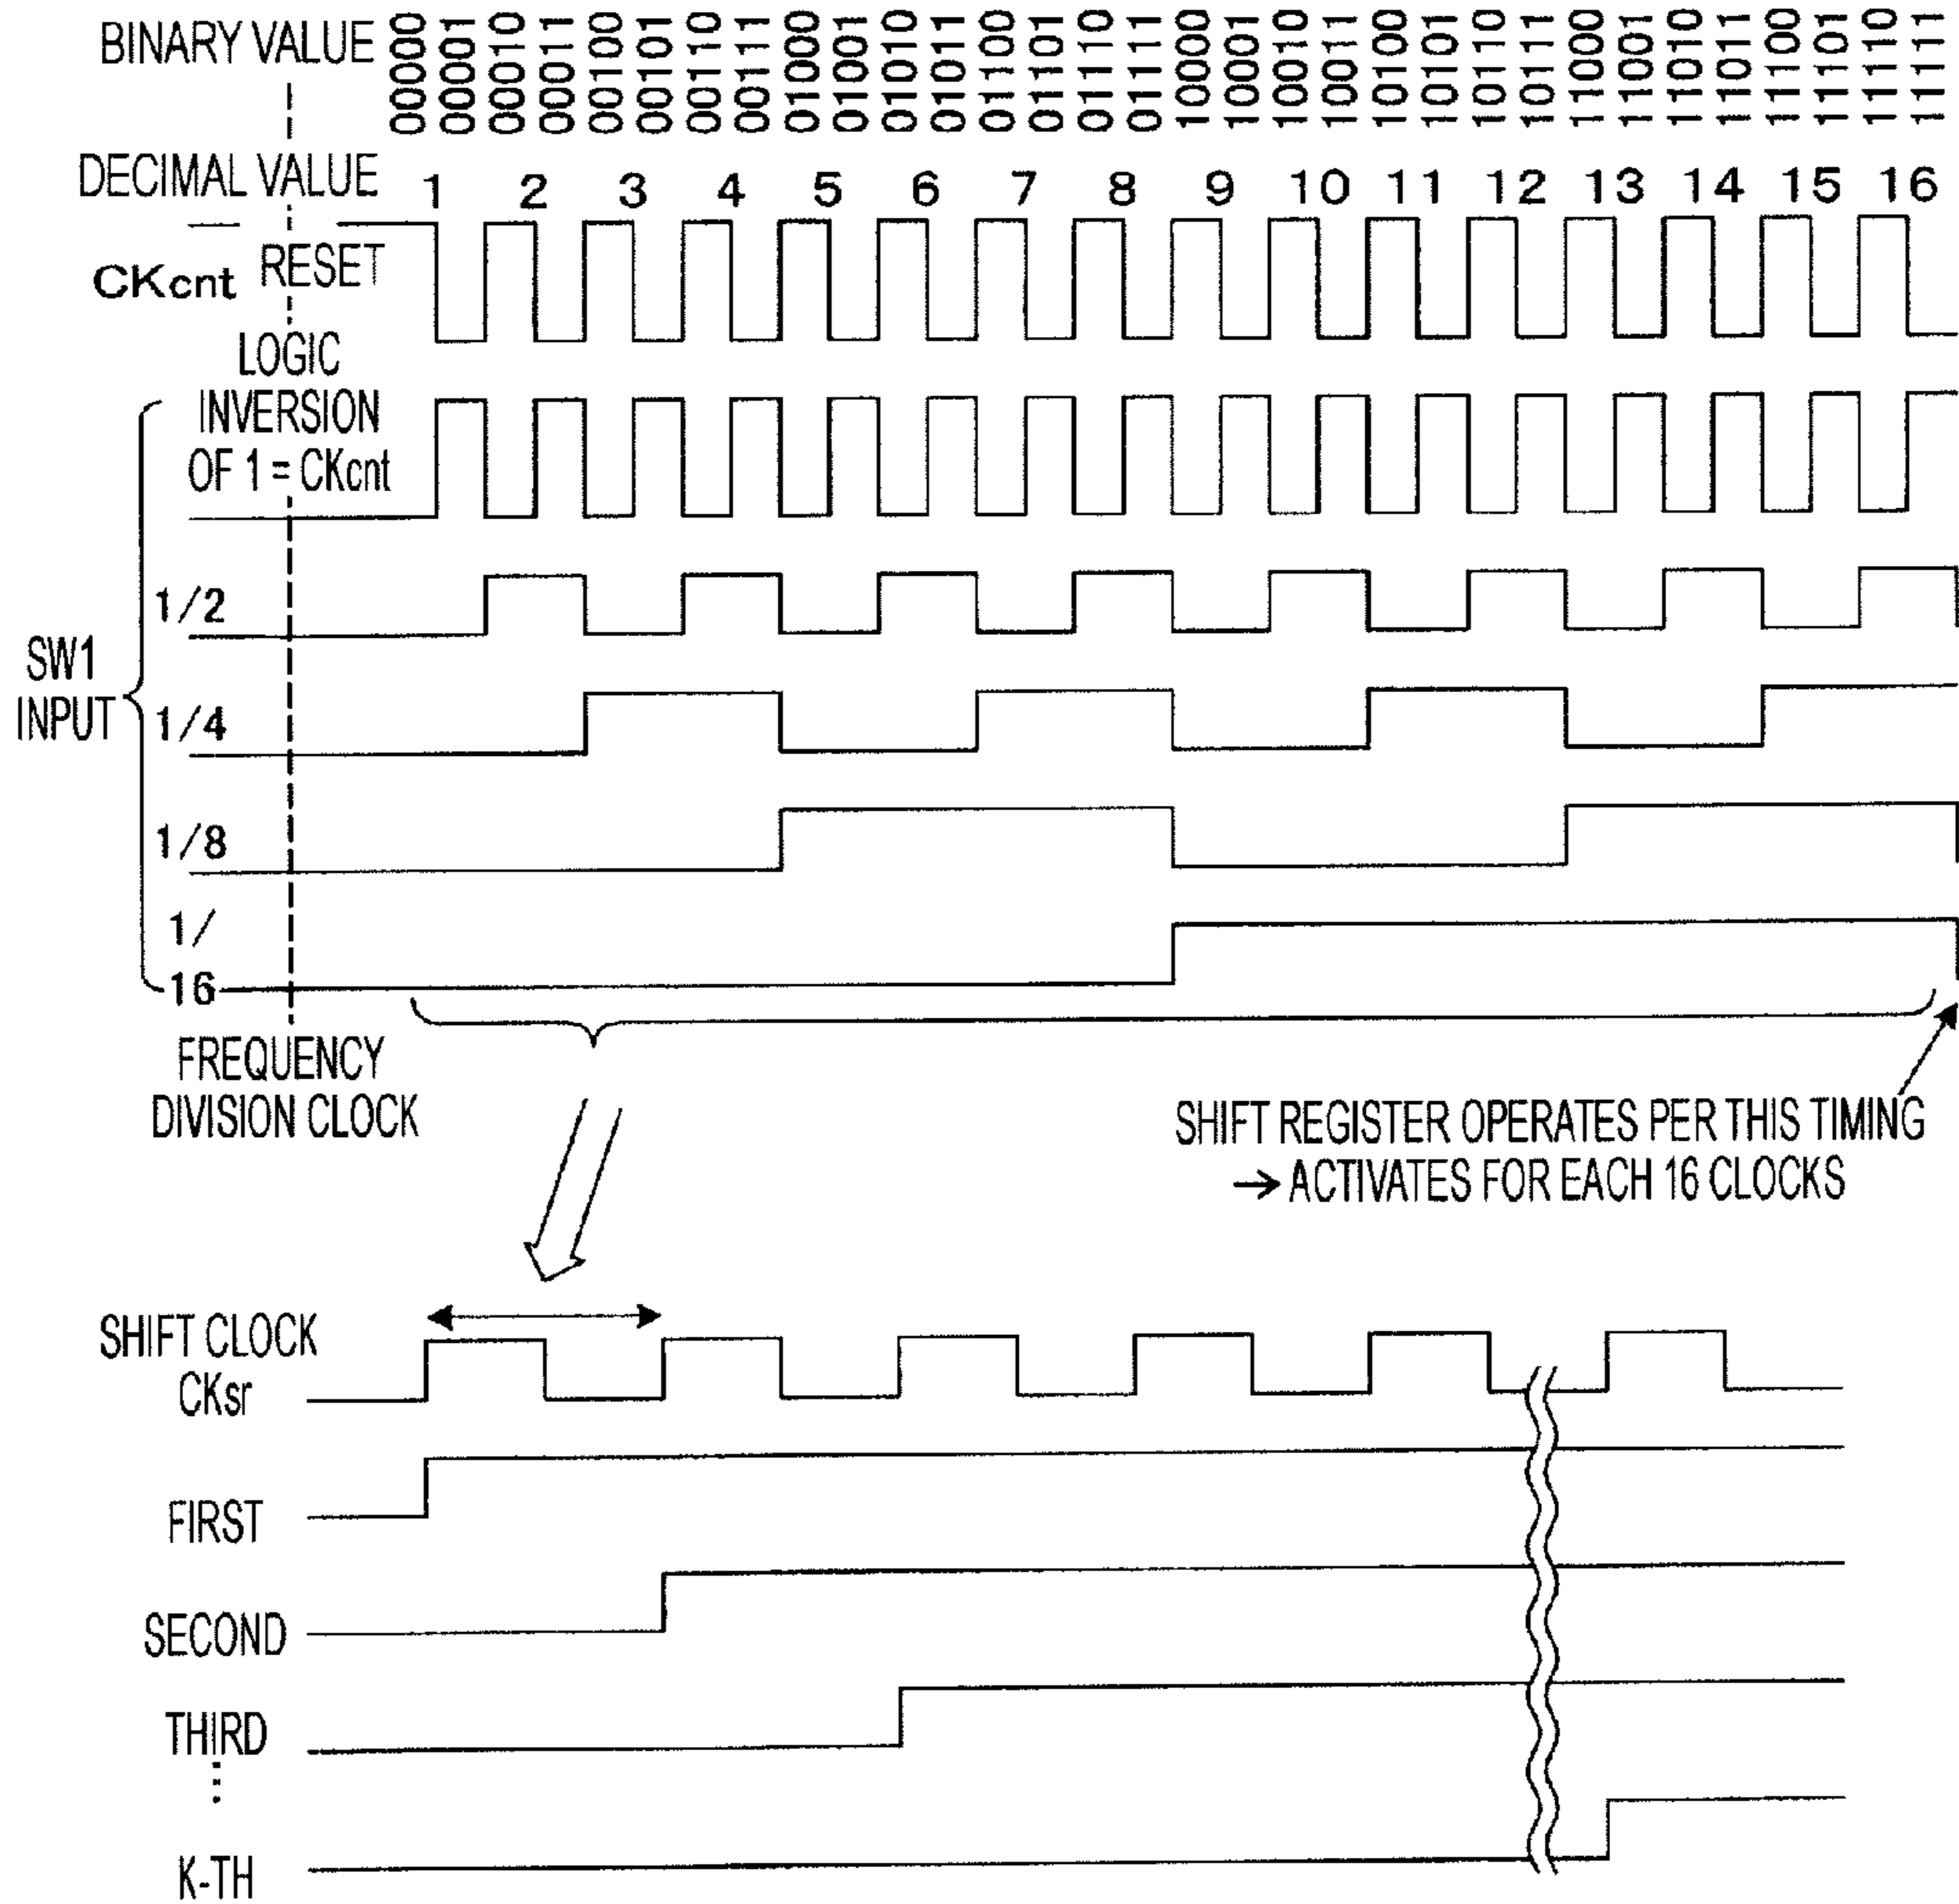 BINARY VALUE 00000 00001 00010 00011 00100 00101 00110 00111 01000 01001 01010 01011 01100 01101 01110 01111 10000 10001 10010 10011 10100 10101 10110 10111 11000 11001 11010 11011 11100 11101 11110 11111
DECIMAL VALUE 1 2 3 4 5 6 7 8 9 10 11 12 13 14 15 16
CKcnt RESET
LOGIC
INVERSION
OF 1 = CKcnt
1/2
SW1
INPUT
1/4
1/8
1/
16
FREQUENCY
DIVISION CLOCK
SHIFT REGISTER OPERATES PER THIS TIMING
→ ACTIVATES FOR EACH 16 CLOCKS
SHIFT CLOCK
CKsr
FIRST
SECOND
THIRD
⋮
K-TH